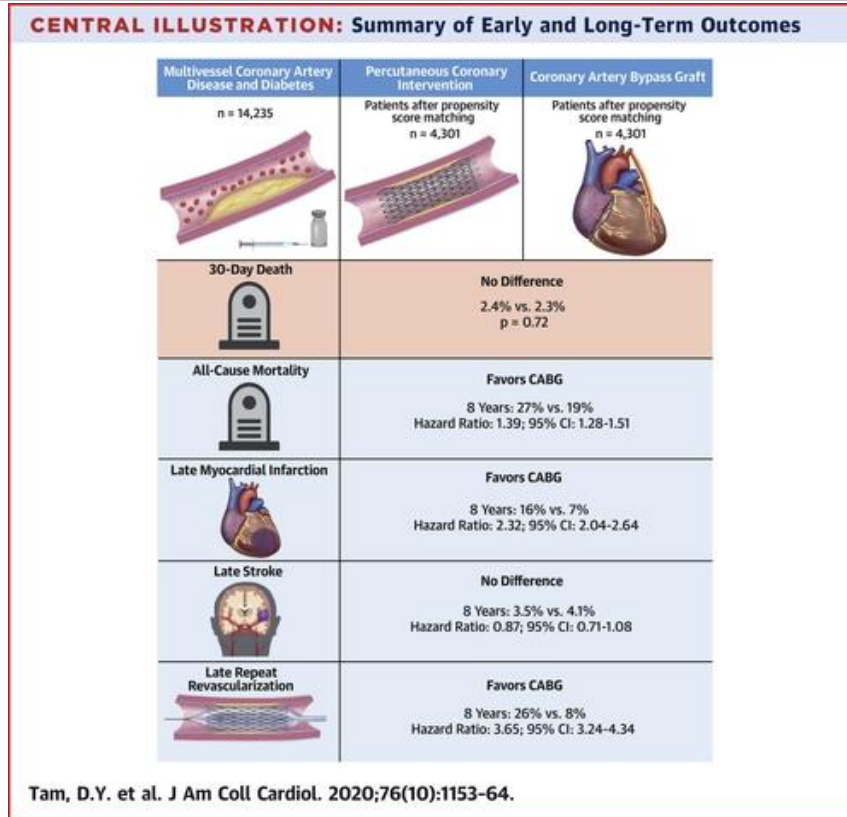 CENTRAL ILLUSTRATION: Summary of Early and Long-Term Outcomes
Multivessel Coronary Artery
Disease and Diabetes
Percutaneous Coronary
Intervention
Coronary Artery Bypass Graft
n = 14,235
Patients after propensity
score matching
n = 4,301
Patients after propensity
score matching
n = 4,301
30-Day Death
No Difference
2.4% vs. 2.3%
p = 0.72
All-Cause Mortality
Favors CABG
8 Years: 27% vs. 19%
Hazard Ratio: 1.39; 95% CI: 1.28-1.51
Late Myocardial Infarction
Favors CABG
8 Years: 16% vs. 7%
Hazard Ratio: 2.32; 95% CI: 2.04-2.64
Late Stroke
No Difference
8 Years: 3.5% vs. 4.1%
Hazard Ratio: 0.87; 95% CI: 0.71-1.08
Late Repeat
Revascularization
Favors CABG
8 Years: 26% vs. 8%
Hazard Ratio: 3.65; 95% CI: 3.24-4.34
Tam, D.Y. et al. J Am Coll Cardiol. 2020;76(10):1153-64.